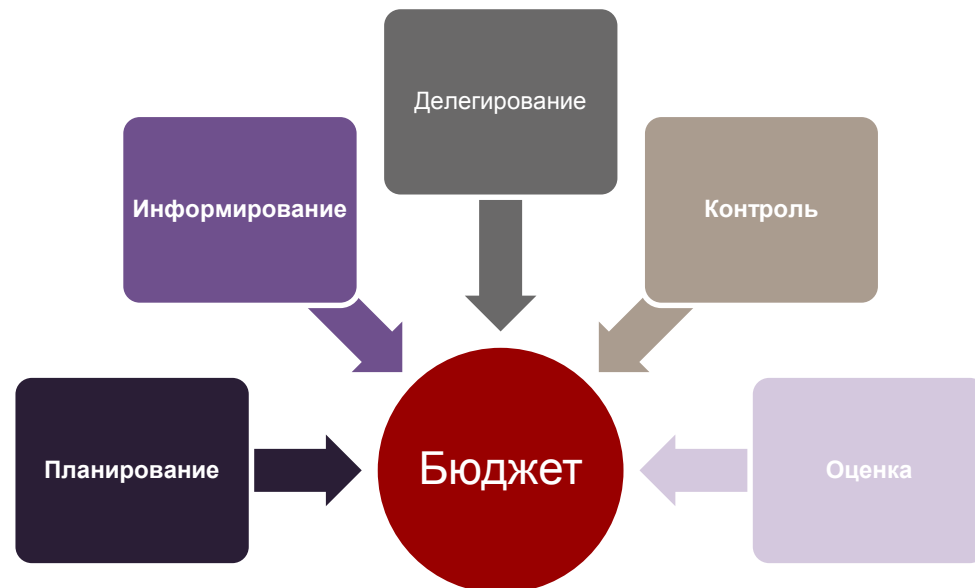 Делегирование
Информирование
Контроль
Планирование
Бюджет
Оценка